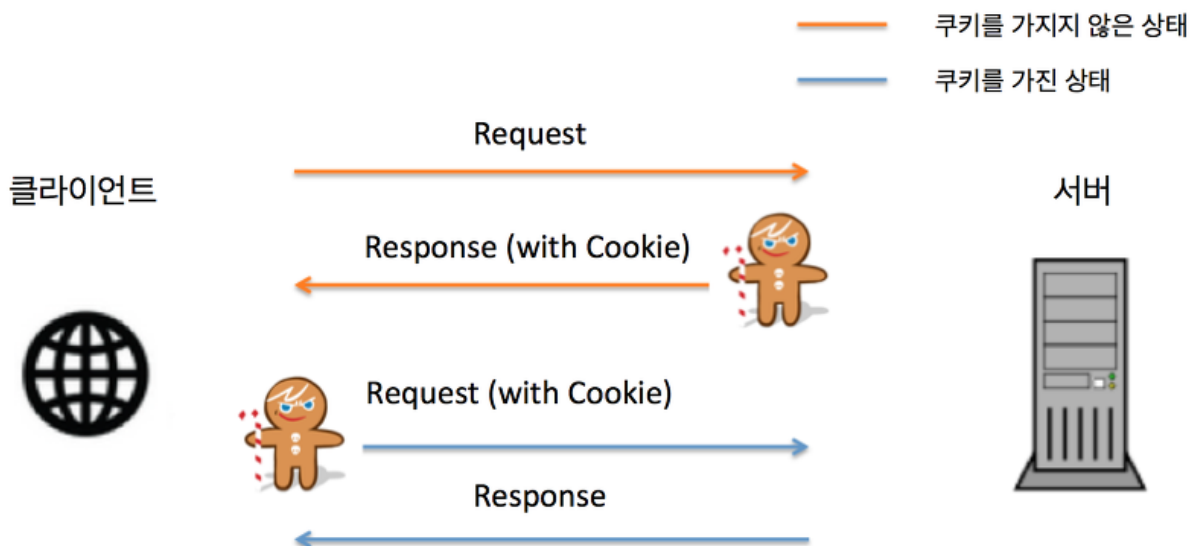 쿠키를 가지지 않은 상태
쿠키를 가진 상태
Request
클라이언트
서버
Response (with Cookie)
Request (with Cookie)
Response